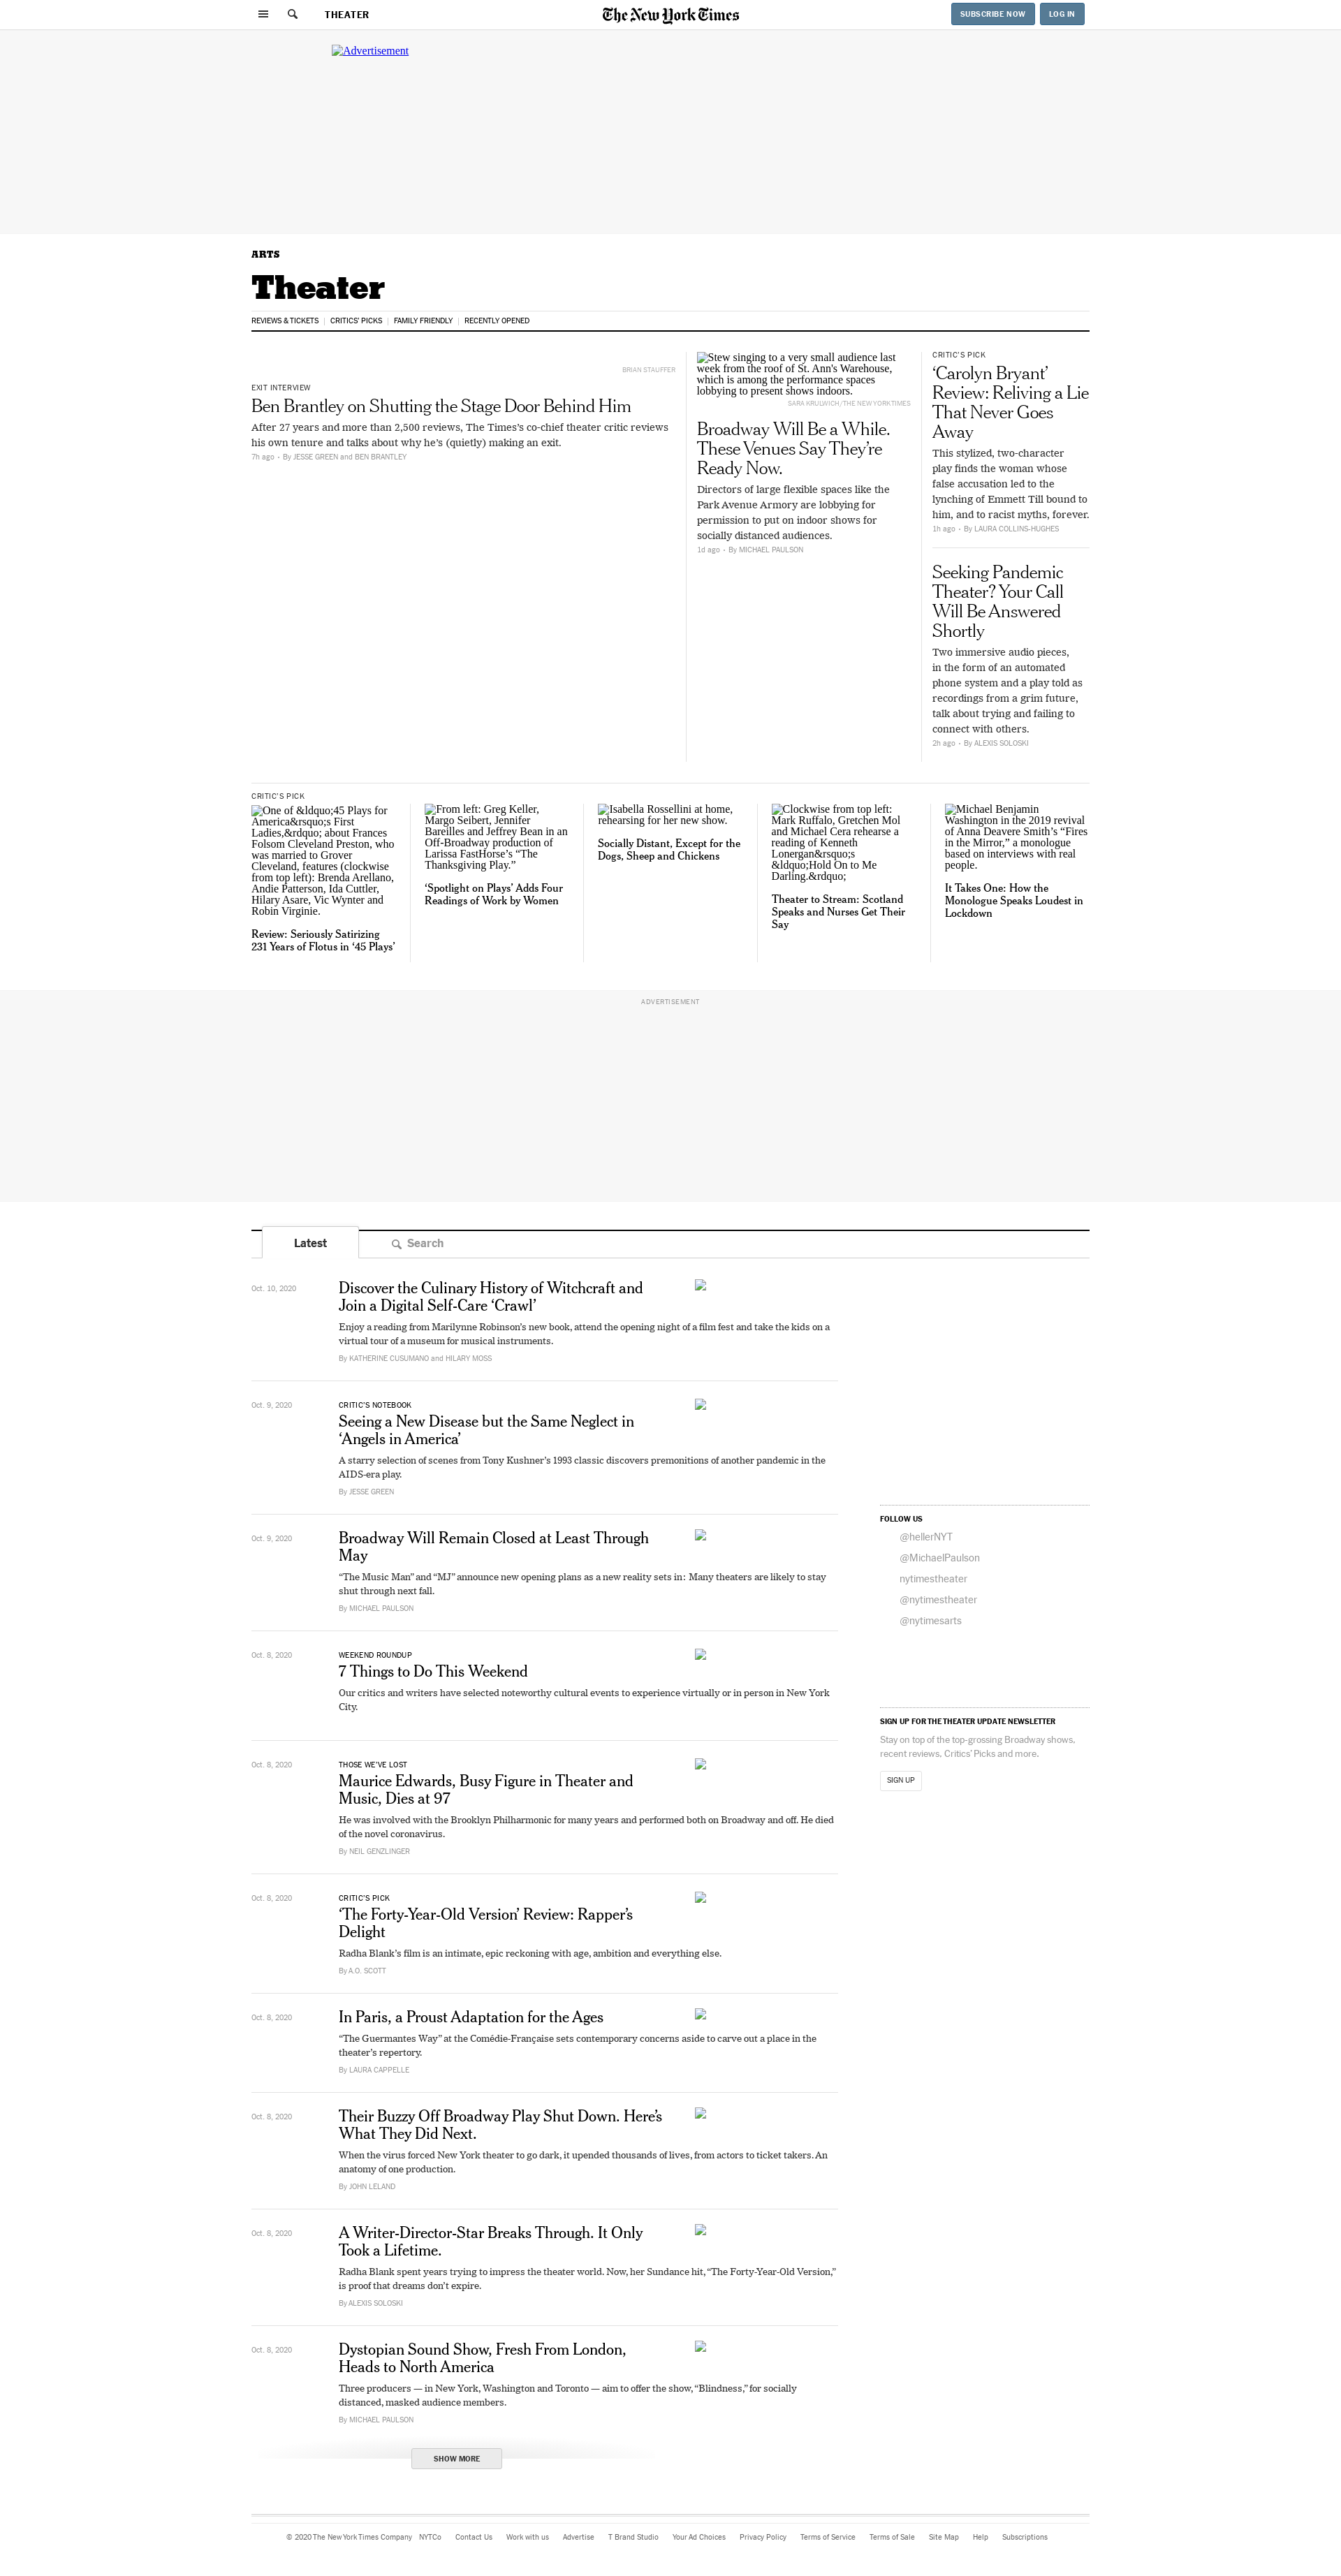 THEATER
The New York Times
SUBSCRIBE NOW
LOG IN
Advertisement
ARTS
Theater
REVIEWS & TICKETS
CRITICS' PICKS
FAMILY FRIENDLY
RECENTLY OPENED
BRIAN STAUFFER
EXIT INTERVIEW
Ben Brantley on Shutting the Stage Door Behind Him
After 27 years and more than 2,500 reviews, The Times’s co-chief theater critic reviews
his own tenure and talks about why he’s (quietly) making an exit.
7h ago • By JESSE GREEN and BEN BRANTLEY
Stew singing to a very small audience last
week from the roof of St. Ann's Warehouse,
which is among the performance spaces
lobbying to present shows indoors.
SARA KRULWICH/THE NEW YORK TIMES
Broadway Will Be a While.
These Venues Say They’re
Ready Now.
Directors of large flexible spaces like the
Park Avenue Armory are lobbying for
permission to put on indoor shows for
socially distanced audiences.
1d ago • By MICHAEL PAULSON
CRITIC’S PICK
‘Carolyn Bryant’
Review: Reliving a Lie
That Never Goes
Away
This stylized, two-character
play finds the woman whose
false accusation led to the
lynching of Emmett Till bound to
him, and to racist myths, forever.
1h ago • By LAURA COLLINS-HUGHES
Seeking Pandemic
Theater? Your Call
Will Be Answered
Shortly
Two immersive audio pieces,
in the form of an automated
phone system and a play told as
recordings from a grim future,
talk about trying and failing to
connect with others.
2h ago • By ALEXIS SOLOSKI
CRITIC’S PICK
One of &ldquo;45 Plays for
America&rsquo;s First
Ladies,&rdquo; about Frances
Folsom Cleveland Preston, who
was married to Grover
Cleveland, features (clockwise
from top left): Brenda Arellano,
Andie Patterson, Ida Cuttler,
Hilary Asare, Vic Wynter and
Robin Virginie.
Review: Seriously Satirizing
231 Years of Flotus in ‘45 Plays’
From left: Greg Keller,
Margo Seibert, Jennifer
Bareilles and Jeffrey Bean in an
Off-Broadway production of
Larissa FastHorse’s “The
Thanksgiving Play.”
‘Spotlight on Plays’ Adds Four
Readings of Work by Women
Isabella Rossellini at home,
rehearsing for her new show.
Socially Distant, Except for the
Dogs, Sheep and Chickens
Clockwise from top left:
Mark Ruffalo, Gretchen Mol
and Michael Cera rehearse a
reading of Kenneth
Lonergan&rsquo;s
&ldquo;Hold On to Me
Darling.&rdquo;
Theater to Stream: Scotland
Speaks and Nurses Get Their
Say
Michael Benjamin
Washington in the 2019 revival
of Anna Deavere Smith’s “Fires
in the Mirror,” a monologue
based on interviews with real
people.
It Takes One: How the
Monologue Speaks Loudest in
Lockdown
ADVERTISEMENT
Latest
Search
Oct. 10, 2020
Discover the Culinary History of Witchcraft and
Join a Digital Self-Care ‘Crawl’
Enjoy a reading from Marilynne Robinson’s new book, attend the opening night of a film fest and take the kids on a
virtual tour of a museum for musical instruments.
By KATHERINE CUSUMANO and HILARY MOSS
Oct. 9, 2020
CRITIC’S NOTEBOOK
Seeing a New Disease but the Same Neglect in
‘Angels in America’
A starry selection of scenes from Tony Kushner’s 1993 classic discovers premonitions of another pandemic in the
AIDS-era play.
By JESSE GREEN
Oct. 9, 2020
Broadway Will Remain Closed at Least Through
May
“The Music Man” and “MJ” announce new opening plans as a new reality sets in: Many theaters are likely to stay
shut through next fall.
By MICHAEL PAULSON
Oct. 8, 2020
WEEKEND ROUNDUP
7 Things to Do This Weekend
Our critics and writers have selected noteworthy cultural events to experience virtually or in person in New York
City.
Oct. 8, 2020
THOSE WE’VE LOST
Maurice Edwards, Busy Figure in Theater and
Music, Dies at 97
He was involved with the Brooklyn Philharmonic for many years and performed both on Broadway and off. He died
of the novel coronavirus.
By NEIL GENZLINGER
Oct. 8, 2020
CRITIC’S PICK
‘The Forty-Year-Old Version’ Review: Rapper’s
Delight
Radha Blank’s film is an intimate, epic reckoning with age, ambition and everything else.
By A.O. SCOTT
Oct. 8, 2020
In Paris, a Proust Adaptation for the Ages
“The Guermantes Way” at the Comédie-Française sets contemporary concerns aside to carve out a place in the
theater’s repertory.
By LAURA CAPPELLE
Oct. 8, 2020
Their Buzzy Off Broadway Play Shut Down. Here’s
What They Did Next.
When the virus forced New York theater to go dark, it upended thousands of lives, from actors to ticket takers. An
anatomy of one production.
By JOHN LELAND
Oct. 8, 2020
A Writer-Director-Star Breaks Through. It Only
Took a Lifetime.
Radha Blank spent years trying to impress the theater world. Now, her Sundance hit, “The Forty-Year-Old Version,”
is proof that dreams don’t expire.
By ALEXIS SOLOSKI
Oct. 8, 2020
Dystopian Sound Show, Fresh From London,
Heads to North America
Three producers — in New York, Washington and Toronto — aim to offer the show, “Blindness,” for socially
distanced, masked audience members.
By MICHAEL PAULSON
SHOW MORE
FOLLOW US
@hellerNYT
@MichaelPaulson
nytimestheater
@nytimestheater
@nytimesarts
SIGN UP FOR THE THEATER UPDATE NEWSLETTER
Stay on top of the top-grossing Broadway shows,
recent reviews, Critics’ Picks and more.
SIGN UP
© 2020 The New York Times Company NYTCo Contact Us Work with us Advertise T Brand Studio Your Ad Choices Privacy Policy Terms of Service Terms of Sale Site Map Help Subscriptions